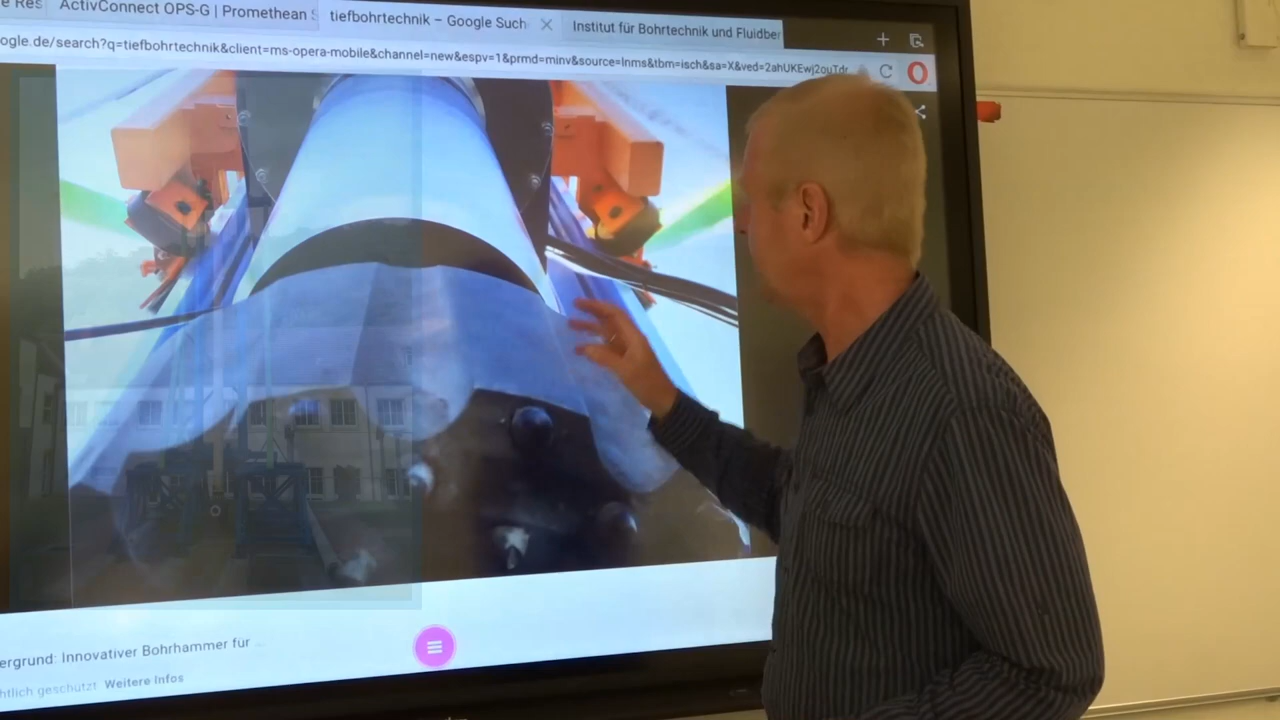 ActivConnect OPS-G | Promethean
tiefbohrtechnik – Google Such
Institut für Bohrtechnik und Fluidber
ogle.de/search?q=tiefbohrtechnik&client=ms-opera-mobile&channel=new&espv=1&prmd=minv&source=lnms&tbm=isch&sa=X&ved=2ahUKEwj2ouTdr
ergrund: Innovativer Bohrhammer für ...
htlich geschützt. Weitere Infos